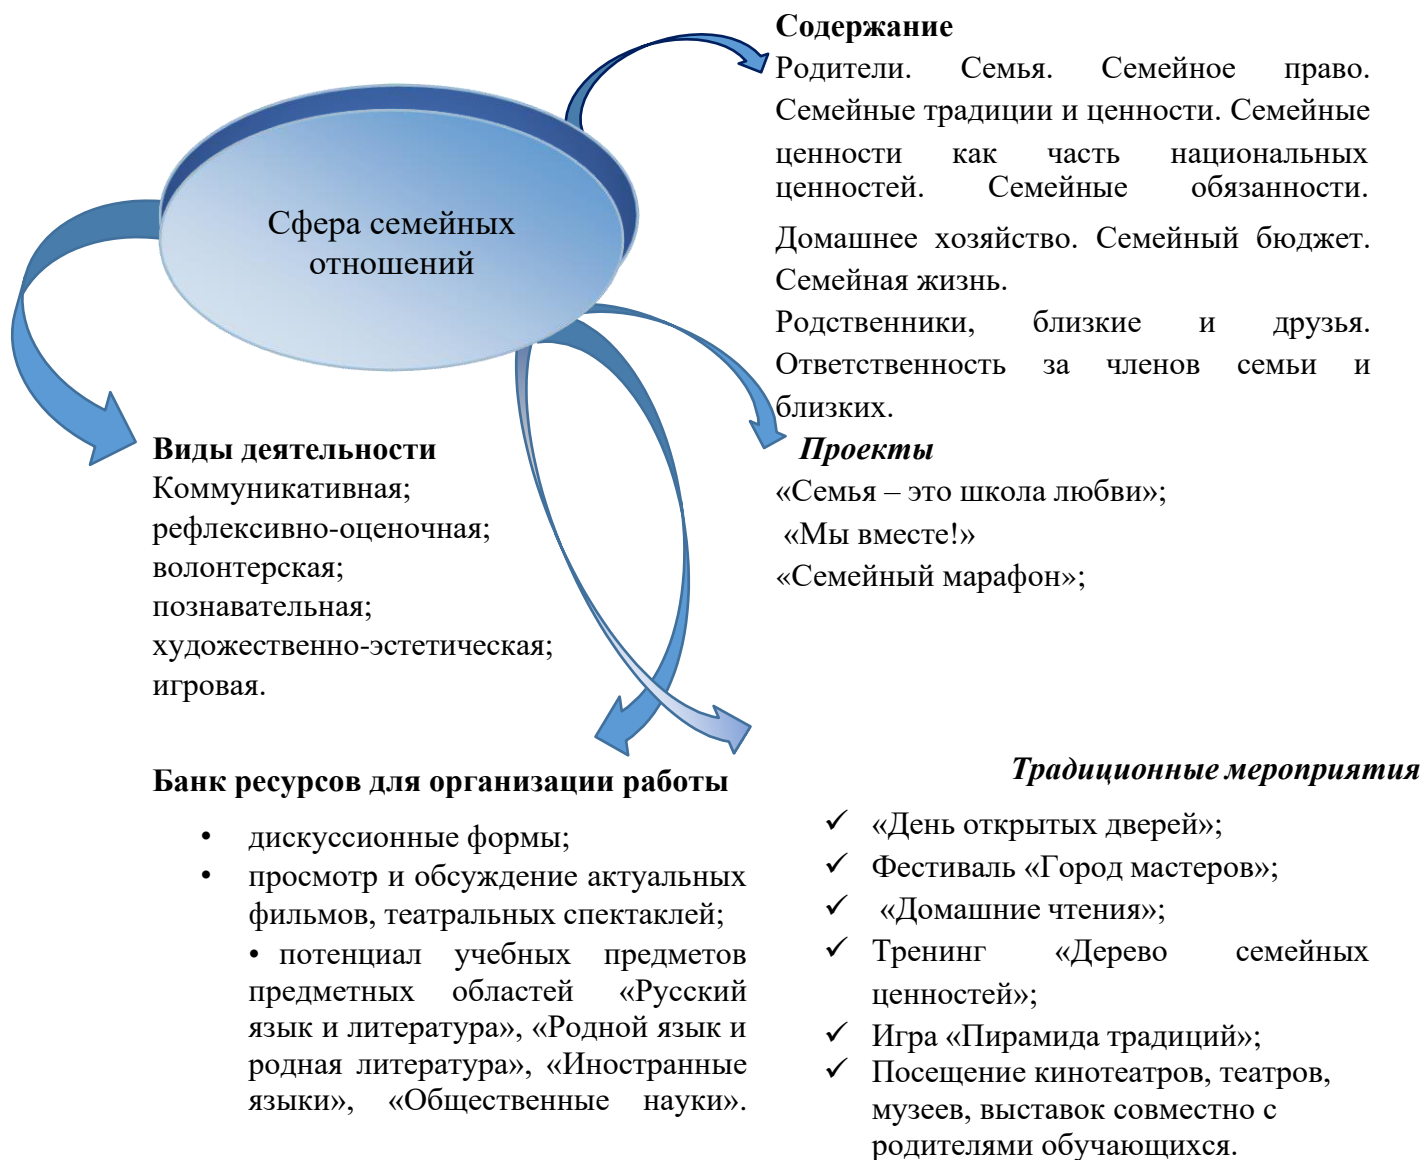 Содержание
Родители. Семья. Семейное право.
Семейные традиции и ценности. Семейные
ценности как часть национальных
ценностей. Семейные обязанности.
Домашнее хозяйство. Семейный бюджет.
Семейная жизнь.
Родственники, близкие и друзья.
Ответственность за членов семьи и
близких.
Сфера семейных
отношений
Виды деятельности
Коммуникативная;
рефлексивно-оценочная;
волонтерская;
познавательная;
художественно-эстетическая;
игровая.
Проекты
«Семья – это школа любви»;
«Мы вместе!»
«Семейный марафон»;
Банк ресурсов для организации работы
• дискуссионные формы;
• просмотр и обсуждение актуальных
фильмов, театральных спектаклей;
• потенциал учебных предметов
предметных областей «Русский
язык и литература», «Родной язык и
родная литература», «Иностранные
языки», «Общественные науки».
Традиционные мероприятия
✓ «День открытых дверей»;
✓ Фестиваль «Город мастеров»;
✓ «Домашние чтения»;
✓ Тренинг «Дерево семейных
ценностей»;
✓ Игра «Пирамида традиций»;
✓ Посещение кинотеатров, театров,
музеев, выставок совместно с
родителями обучающихся.